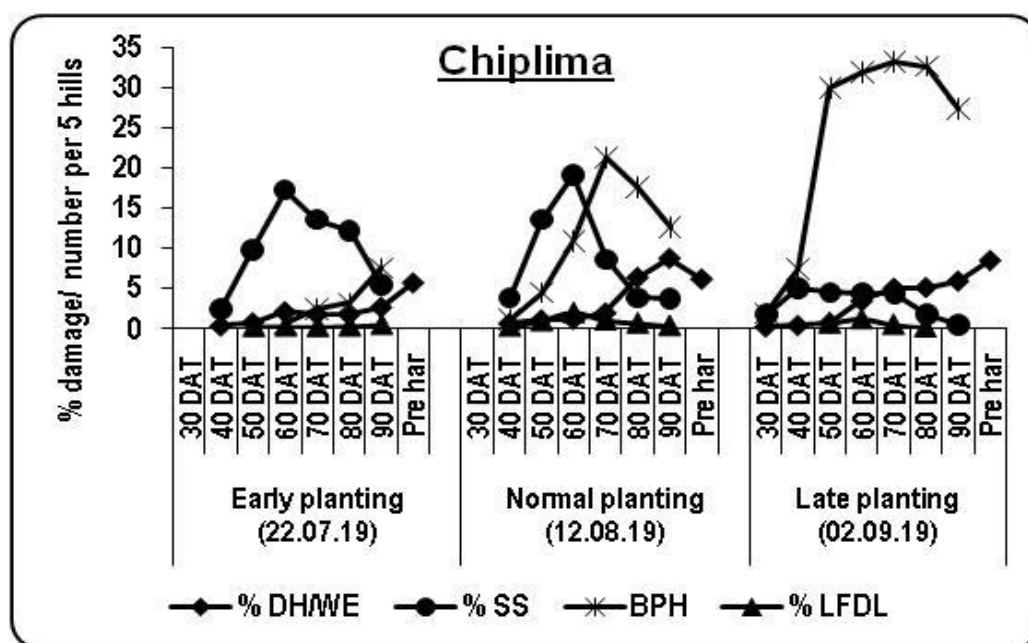 Chiplima
% damage/ number per 5 hills
35
30
25
20
15
10
5
0
30 DAT
40 DAT
50 DAT
60 DAT
70 DAT
80 DAT
90 DAT
Pre har
30 DAT
40 DAT
50 DAT
60 DAT
70 DAT
80 DAT
90 DAT
Pre har
30 DAT
40 DAT
50 DAT
60 DAT
70 DAT
80 DAT
90 DAT
Pre har
Early planting
(22.07.19)
Normal planting
(12.08.19)
Late planting
(02.09.19)
% DH/WE
% SS
BPH
% LFDL